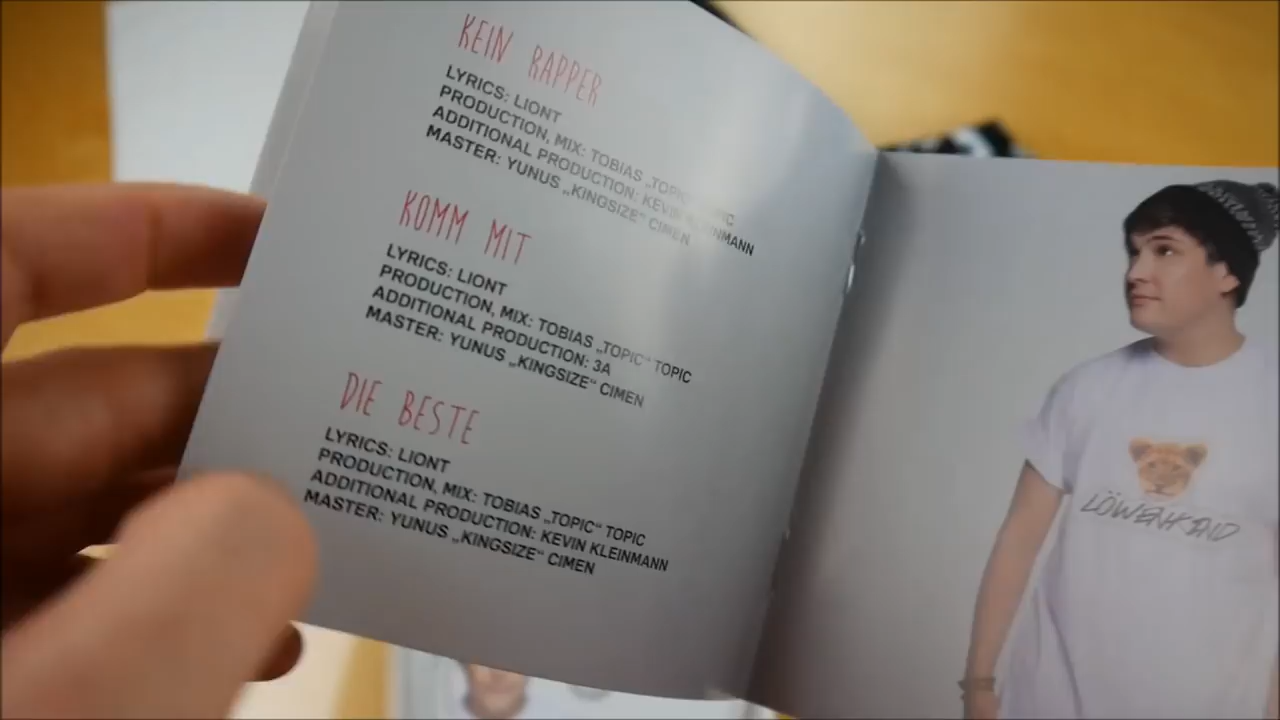 KEIN RAPPER
LYRICS: LIONT
PRODUCTION, MIX: TOBIAS „TOPIC“ TOPIC
ADDITIONAL PRODUCTION: KEVIN KLEINMANN
MASTER: YUNUS „KINGSIZE“ CIMEN
KOMM MIT
LYRICS: LIONT
PRODUCTION, MIX: TOBIAS „TOPIC“ TOPIC
ADDITIONAL PRODUCTION: 3A
MASTER: YUNUS „KINGSIZE“ CIMEN
DIE BESTE
LYRICS: LIONT
PRODUCTION, MIX: TOBIAS „TOPIC“ TOPIC
ADDITIONAL PRODUCTION: KEVIN KLEINMANN
MASTER: YUNUS „KINGSIZE“ CIMEN
LÖWENKIND